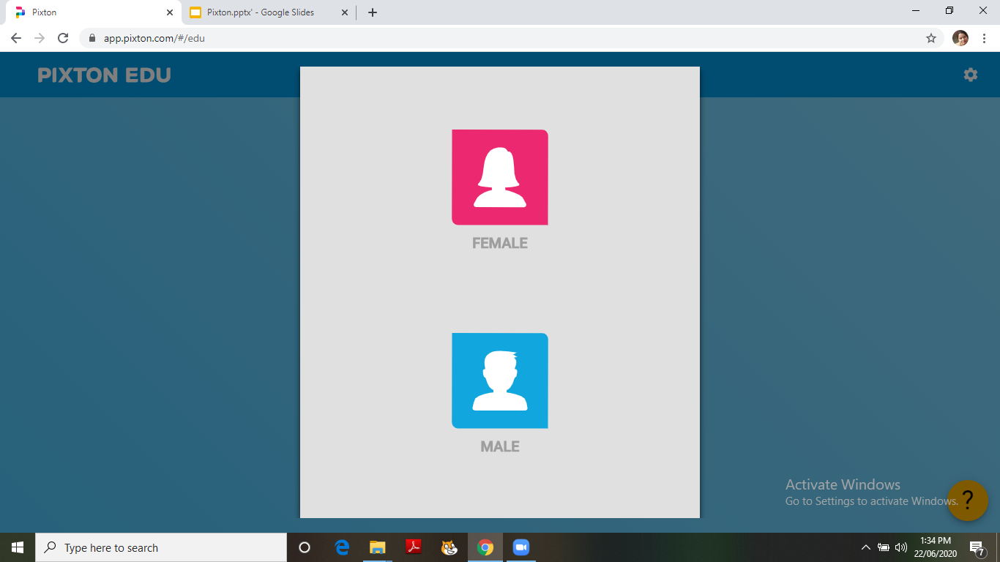 Pixton
Pixton.pptx' - Google Slides
app.pixton.com/#/edu
PIXTON EDU
FEMALE
MALE
Activate Windows
Go to Settings to activate Windows.
?
Type here to search
1:34 PM
22/06/2020
7